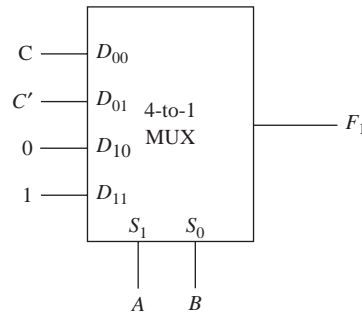 C D₀₀
C′ D₀₁
4-to-1
MUX
F₁
0 D₁₀
1 D₁₁
S₁ S₀
A B